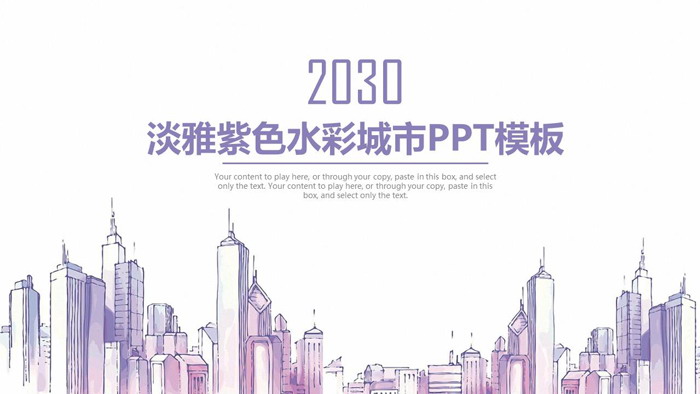 2030
淡雅紫色水彩城市PPT模板
Your content to play here, or through your copy, paste in this box, and select
only the text. Your content to play here, or through your copy, paste in this
box, and select only the text.